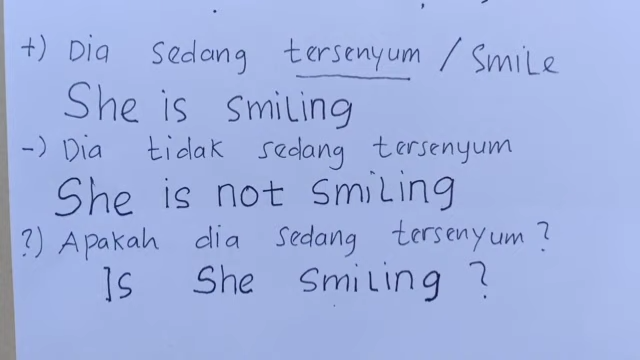 +) Dia sedang tersenyum / Smile
She is smiling
-) Dia tidak sedang tersenyum
She is not smiling
?) Apakah dia sedang tersenyum ?
Is She smiling ?